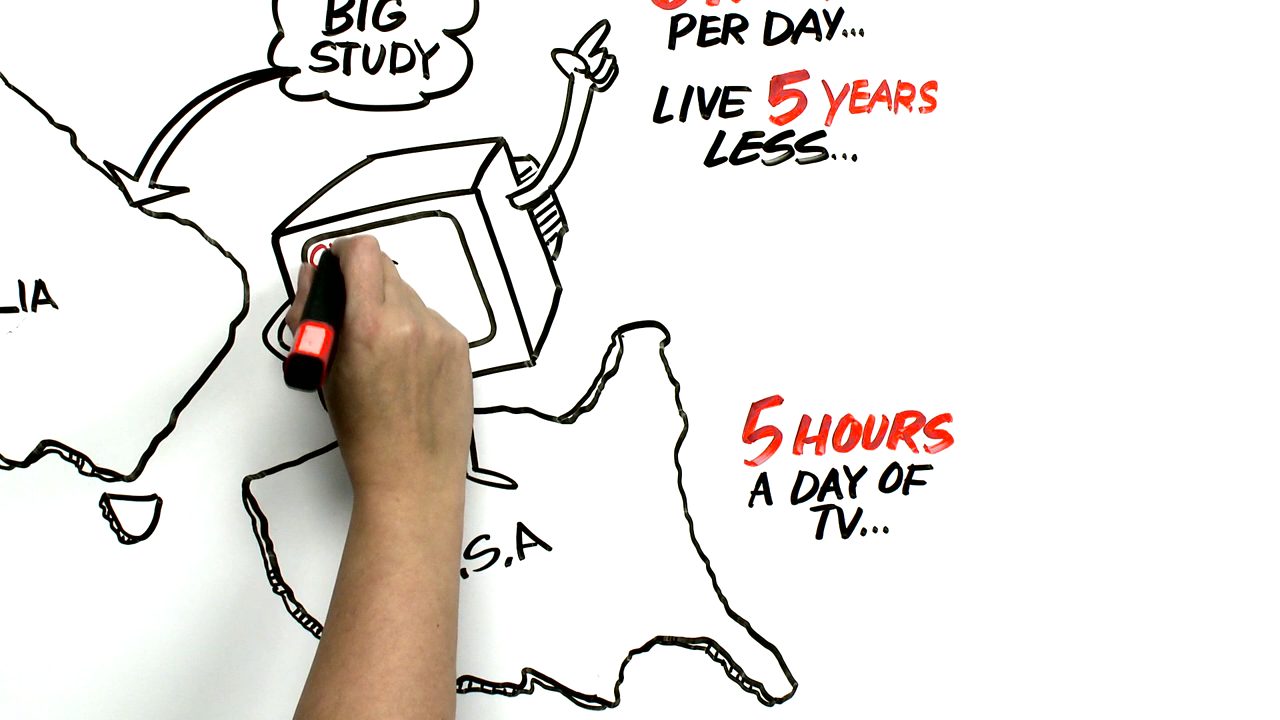 BIG
STUDY
PER DAY...
LIVE 5 YEARS
LESS...
LIA
5 HOURS
A DAY OF
TV...
.S.A